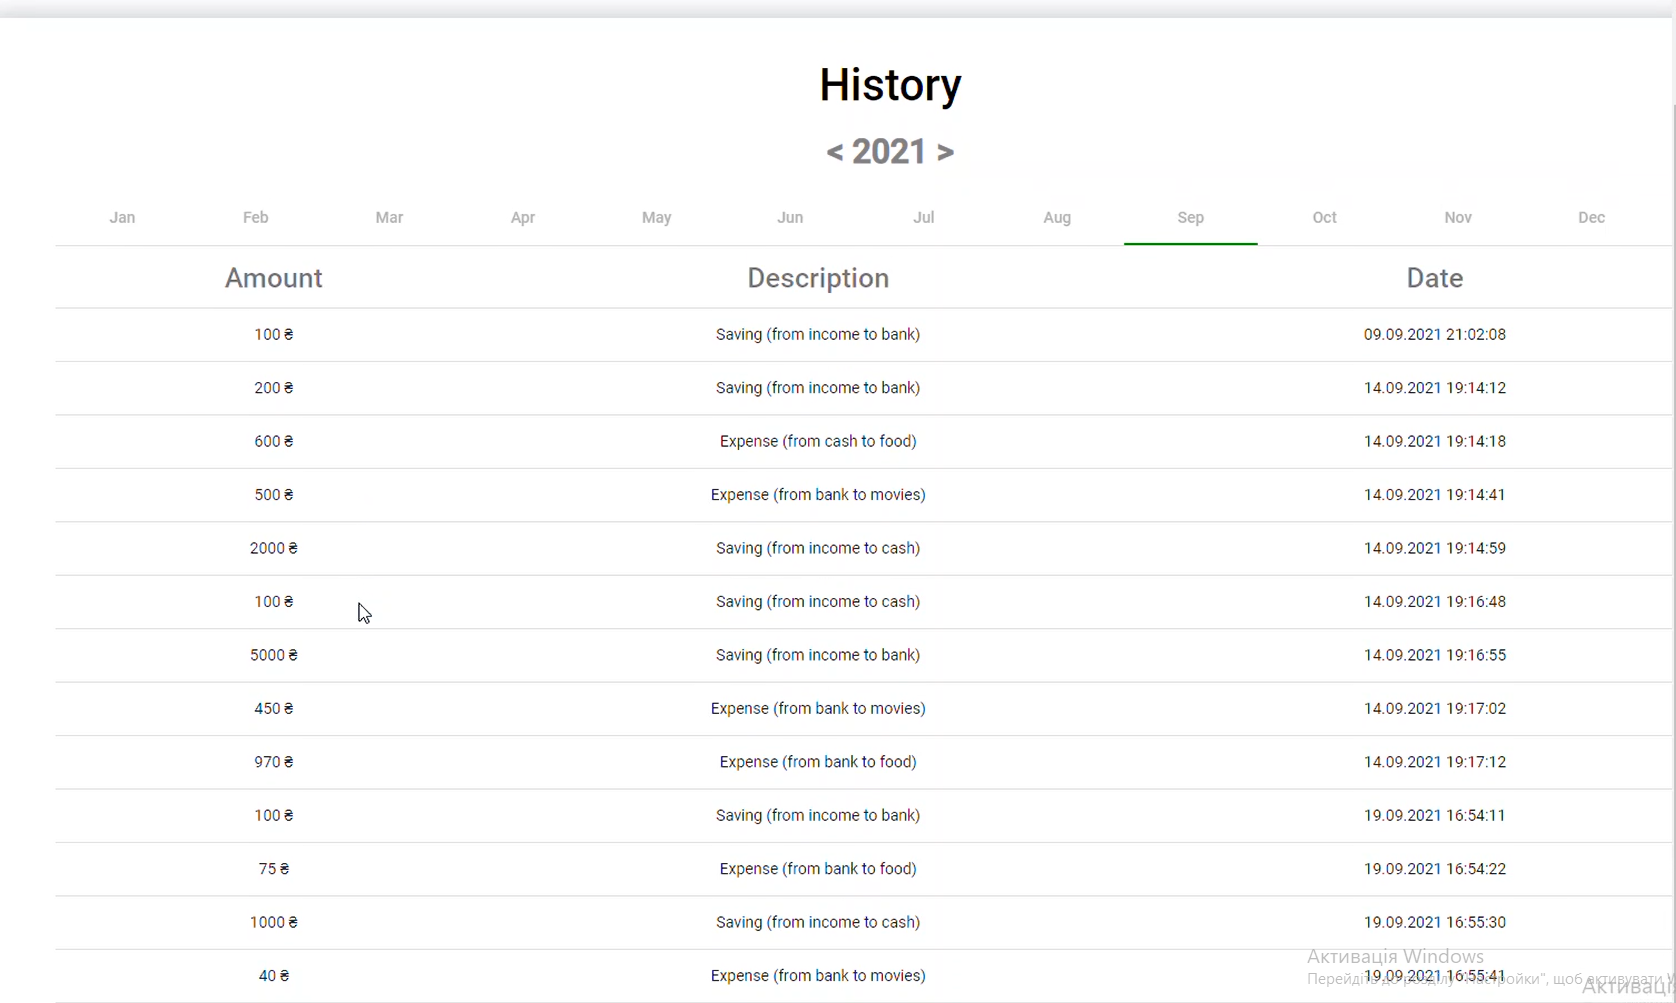 History
< 2021 >
Jan Feb Mar Apr May Jun Jul Aug Sep Oct Nov Dec
Amount Description Date
100 ₴ Saving (from income to bank) 09.09.2021 21:02:08
200 ₴ Saving (from income to bank) 14.09.2021 19:14:12
600 ₴ Expense (from cash to food) 14.09.2021 19:14:18
500 ₴ Expense (from bank to movies) 14.09.2021 19:14:41
2000 ₴ Saving (from income to cash) 14.09.2021 19:14:59
100 ₴ Saving (from income to cash) 14.09.2021 19:16:48
5000 ₴ Saving (from income to bank) 14.09.2021 19:16:55
450 ₴ Expense (from bank to movies) 14.09.2021 19:17:02
970 ₴ Expense (from bank to food) 14.09.2021 19:17:12
100 ₴ Saving (from income to bank) 19.09.2021 16:54:11
75 ₴ Expense (from bank to food) 19.09.2021 16:54:22
1000 ₴ Saving (from income to cash) 19.09.2021 16:55:30
Активація Windows
40 ₴ Expense (from bank to movies) 19.09.2021 16:55:41
Перейдіть до розділу "Настройки", щоб активувати